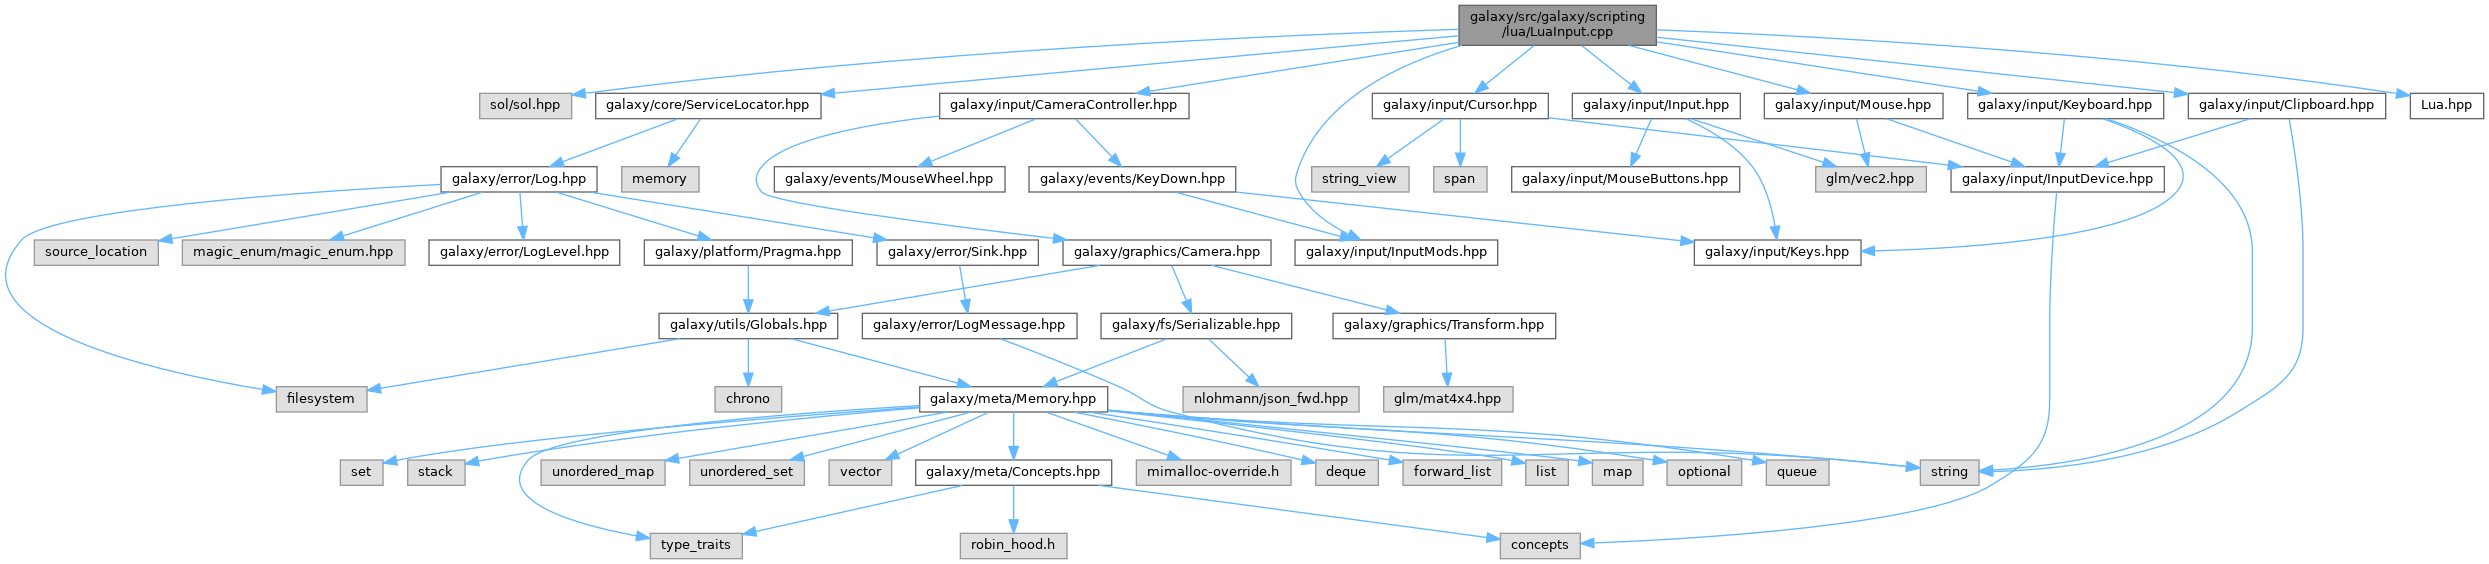 galaxy/src/galaxy/scripting
/lua/LuaInput.cpp
sol/sol.hpp
galaxy/core/ServiceLocator.hpp
galaxy/input/CameraController.hpp
galaxy/input/Cursor.hpp
galaxy/input/Input.hpp
galaxy/input/Mouse.hpp
galaxy/input/Keyboard.hpp
galaxy/input/Clipboard.hpp
Lua.hpp
galaxy/error/Log.hpp
memory
galaxy/events/MouseWheel.hpp
galaxy/events/KeyDown.hpp
string_view
span
galaxy/input/MouseButtons.hpp
glm/vec2.hpp
galaxy/input/InputDevice.hpp
source_location
magic_enum/magic_enum.hpp
galaxy/error/LogLevel.hpp
galaxy/platform/Pragma.hpp
galaxy/error/Sink.hpp
galaxy/graphics/Camera.hpp
galaxy/input/InputMods.hpp
galaxy/input/Keys.hpp
galaxy/utils/Globals.hpp
galaxy/error/LogMessage.hpp
galaxy/fs/Serializable.hpp
galaxy/graphics/Transform.hpp
filesystem
chrono
galaxy/meta/Memory.hpp
nlohmann/json_fwd.hpp
glm/mat4x4.hpp
set
stack
unordered_map
unordered_set
vector
galaxy/meta/Concepts.hpp
mimalloc-override.h
deque
forward_list
list
map
optional
queue
string
type_traits
robin_hood.h
concepts